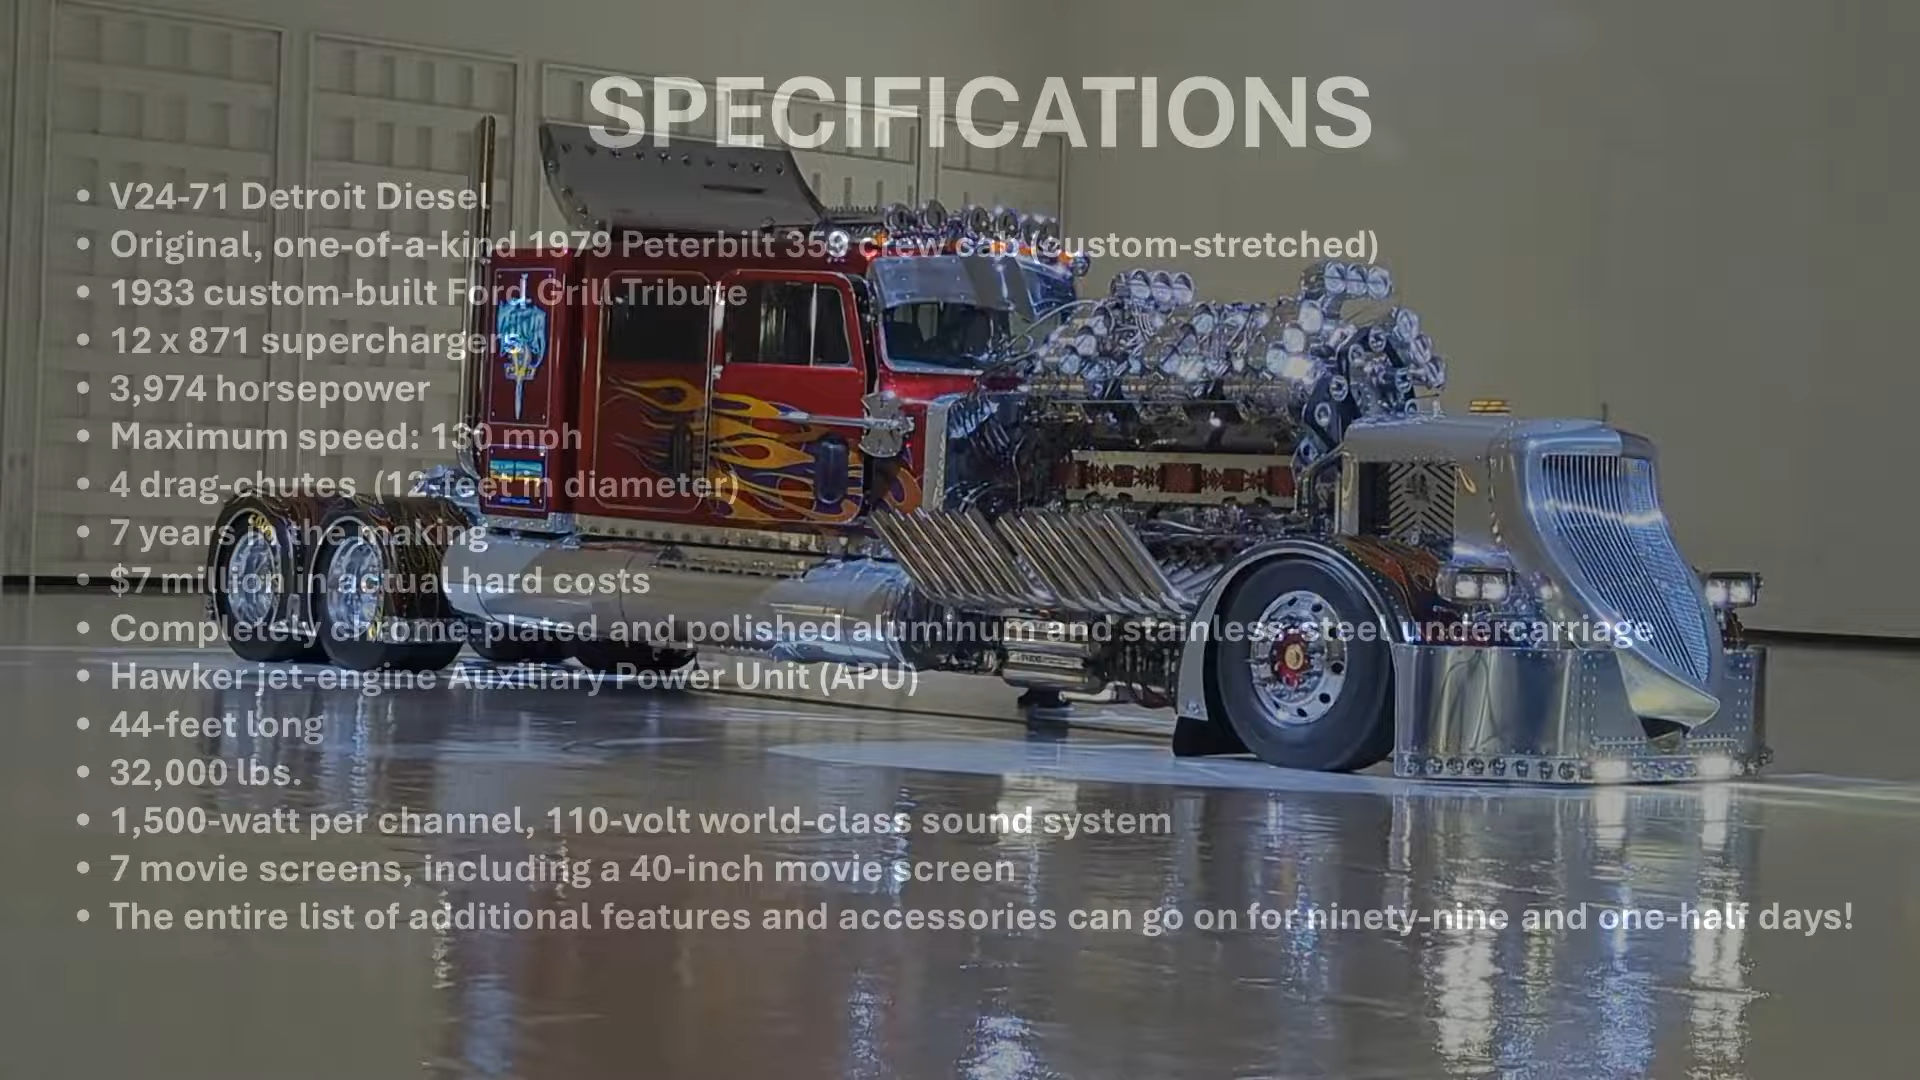 SPECIFICATIONS
• V24-71 Detroit Diesel
• Original, one-of-a-kind 1979 Peterbilt 359 crew cab (custom-stretched)
• 1933 custom-built Ford Grill Tribute
• 12 x 871 superchargers
• 3,974 horsepower
• Maximum speed: 130 mph
• 4 drag-chutes (12-feet in diameter)
• 7 years in the making
• $7 million in actual hard costs
• Completely chrome-plated and polished aluminum and stainless-steel undercarriage
• Hawker jet-engine Auxiliary Power Unit (APU)
• 44-feet long
• 32,000 lbs.
• 1,500-watt per channel, 110-volt world-class sound system
• 7 movie screens, including a 40-inch movie screen
• The entire list of additional features and accessories can go on for ninety-nine and one-half days!